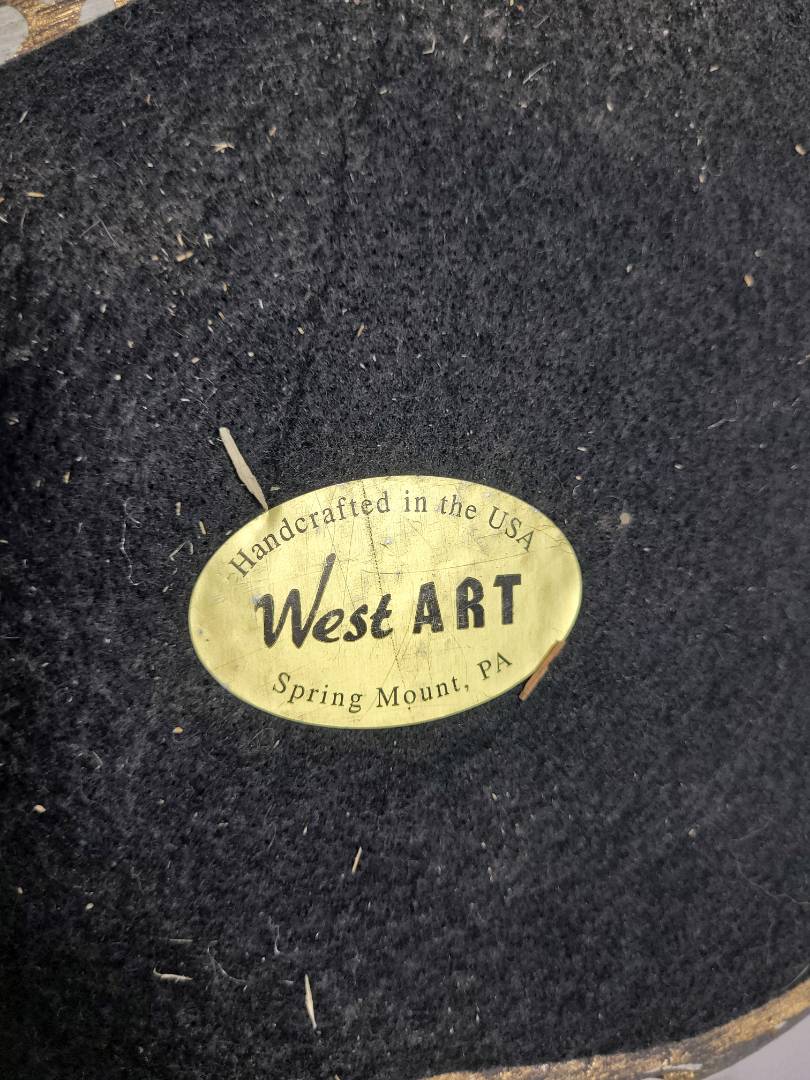 Handcrafted in the USA
West ART
Spring Mount, PA